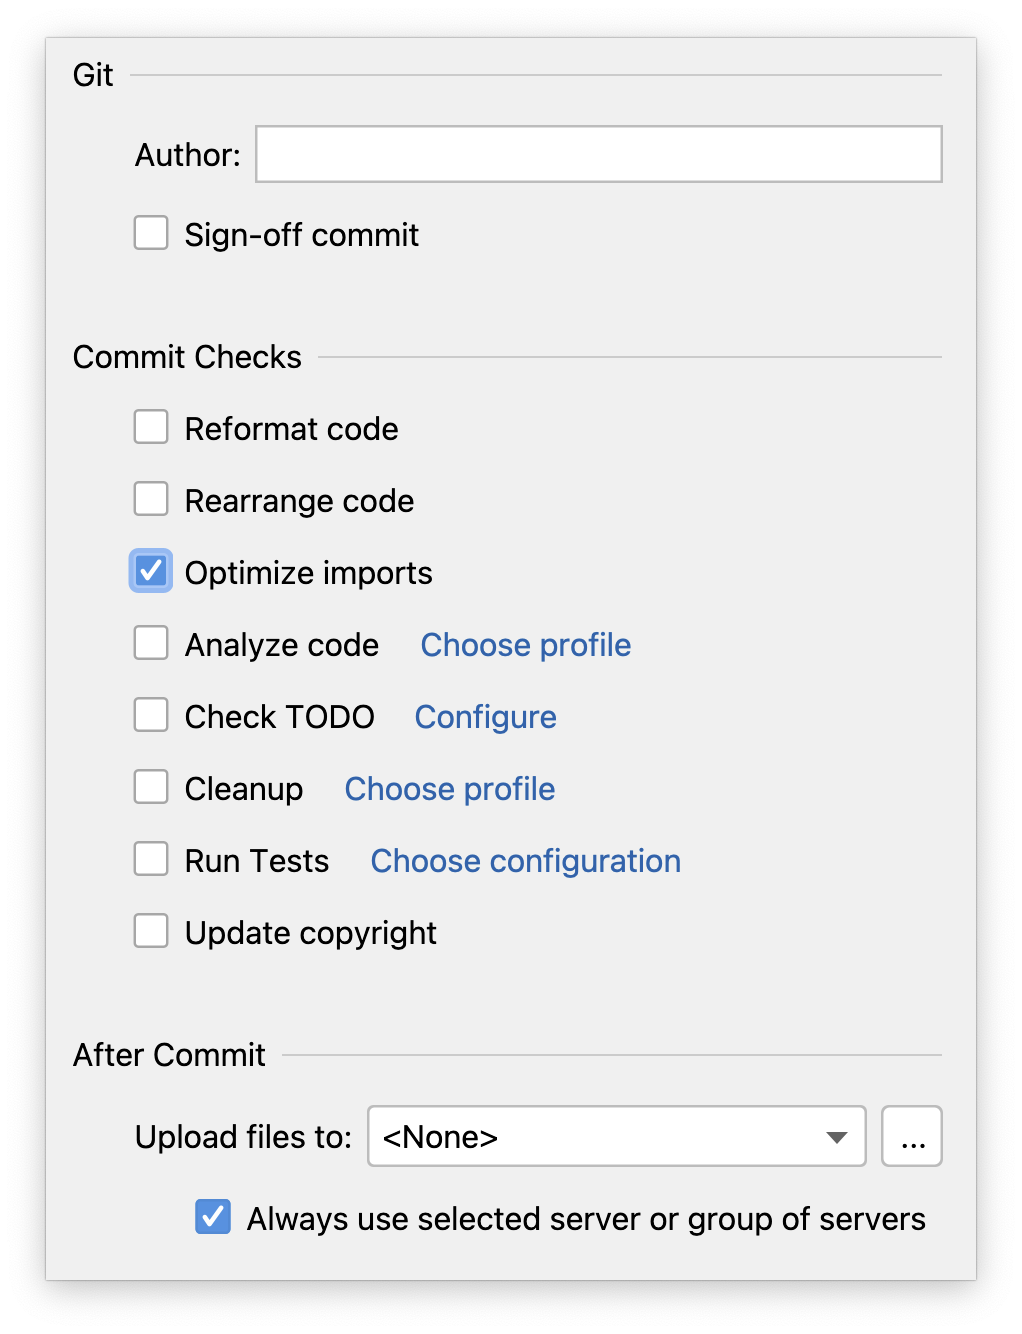 Git
Author:
Sign-off commit
Commit Checks
Reformat code
Rearrange code
Optimize imports
Analyze code Choose profile
Check TODO Configure
Cleanup Choose profile
Run Tests Choose configuration
Update copyright
After Commit
Upload files to: <None> ...
Always use selected server or group of servers